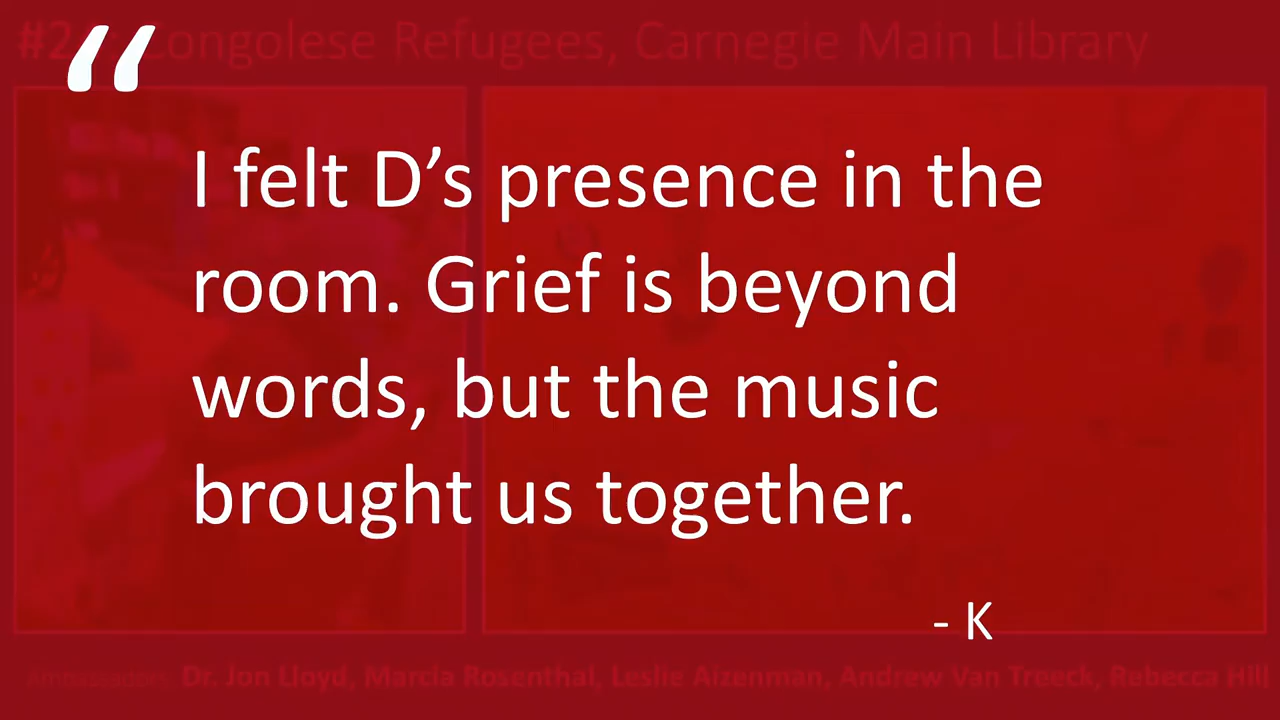 Congolese Refugees, Carnegie Main Library
“
I felt D’s presence in the
room. Grief is beyond
words, but the music
brought us together.
- K
Ambassadors: Dr. Jon Lloyd, Marcia Rosenthal, Leslie Aizenman, Andrew Van Treeck, Rebecca Hill